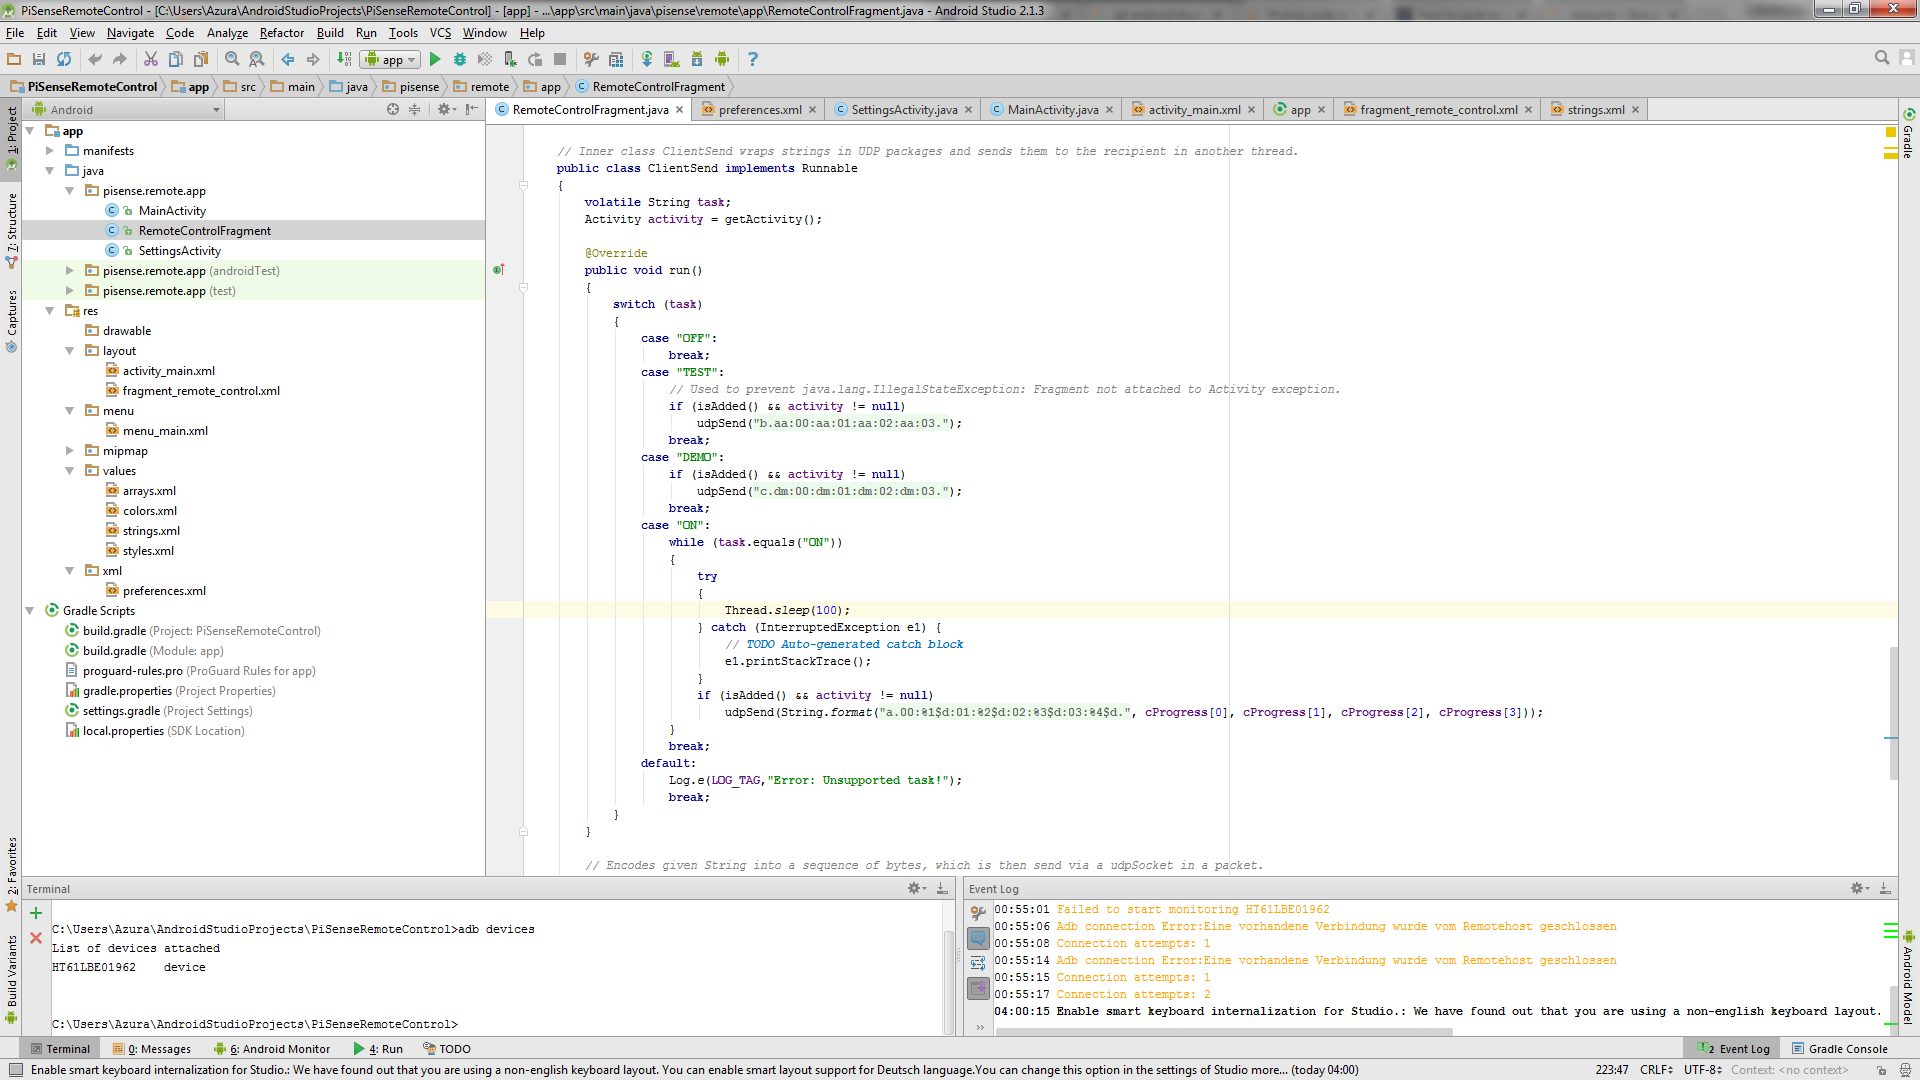 PiSenseRemoteControl - [C:\Users\Azura\AndroidStudioProjects\PiSenseRemoteControl] - [app] - ...\app\src\main\java\pisense\remote\app\RemoteControlFragment.java - Android Studio 2.1.3
File Edit View Navigate Code Analyze Refactor Build Run Tools VCS Window Help
app
PiSenseRemoteControl app src main java pisense remote app RemoteControlFragment
Android
RemoteControlFragment.java preferences.xml SettingsActivity.java MainActivity.java activity_main.xml app fragment_remote_control.xml strings.xml
1: Project
7: Structure
Captures
2: Favorites
Build Variants
app
manifests
java
pisense.remote.app
MainActivity
RemoteControlFragment
SettingsActivity
pisense.remote.app (androidTest)
pisense.remote.app (test)
res
drawable
layout
activity_main.xml
fragment_remote_control.xml
menu
menu_main.xml
mipmap
values
arrays.xml
colors.xml
strings.xml
styles.xml
xml
preferences.xml
Gradle Scripts
build.gradle (Project: PiSenseRemoteControl)
build.gradle (Module: app)
proguard-rules.pro (ProGuard Rules for app)
gradle.properties (Project Properties)
settings.gradle (Project Settings)
local.properties (SDK Location)
// Inner class ClientSend wraps strings in UDP packages and sends them to the recipient in another thread.
public class ClientSend implements Runnable
{
volatile String task;
Activity activity = getActivity();
@Override
public void run()
{
switch (task)
{
case "OFF":
break;
case "TEST":
// Used to prevent java.lang.IllegalStateException: Fragment not attached to Activity exception.
if (isAdded() && activity != null)
udpSend("b.aa:00:aa:01:aa:02:aa:03.");
break;
case "DEMO":
if (isAdded() && activity != null)
udpSend("c.dm:00:dm:01:dm:02:dm:03.");
break;
case "ON":
while (task.equals("ON"))
{
try
{
Thread.sleep(100);
} catch (InterruptedException e1) {
// TODO Auto-generated catch block
e1.printStackTrace();
}
if (isAdded() && activity != null)
udpSend(String.format("a.00:%1$d:01:%2$d:02:%3$d:03:%4$d.", cProgress[0], cProgress[1], cProgress[2], cProgress[3]));
}
break;
default:
Log.e(LOG_TAG,"Error: Unsupported task!");
break;
}
}
// Encodes given String into a sequence of bytes, which is then send via a udpSocket in a packet.
Gradle
Android Model
Terminal
C:\Users\Azura\AndroidStudioProjects\PiSenseRemoteControl>adb devices
List of devices attached
HT61LBE01962 device
C:\Users\Azura\AndroidStudioProjects\PiSenseRemoteControl>
Event Log
00:55:01 Failed to start monitoring HT61LBE01962
00:55:06 Adb connection Error:Eine vorhandene Verbindung wurde vom Remotehost geschlossen
00:55:08 Connection attempts: 1
00:55:14 Adb connection Error:Eine vorhandene Verbindung wurde vom Remotehost geschlossen
00:55:15 Connection attempts: 1
00:55:17 Connection attempts: 2
04:00:15 Enable smart keyboard internalization for Studio.: We have found out that you are using a non-english keyboard layout.
Terminal 0: Messages 6: Android Monitor 4: Run TODO 2 Event Log Gradle Console
Enable smart keyboard internalization for Studio.: We have found out that you are using a non-english keyboard layout. You can enable smart layout support for Deutsch language.You can change this option in the settings of Studio more... (today 04:00) 223:47 CRLF UTF-8 Context: <no context>